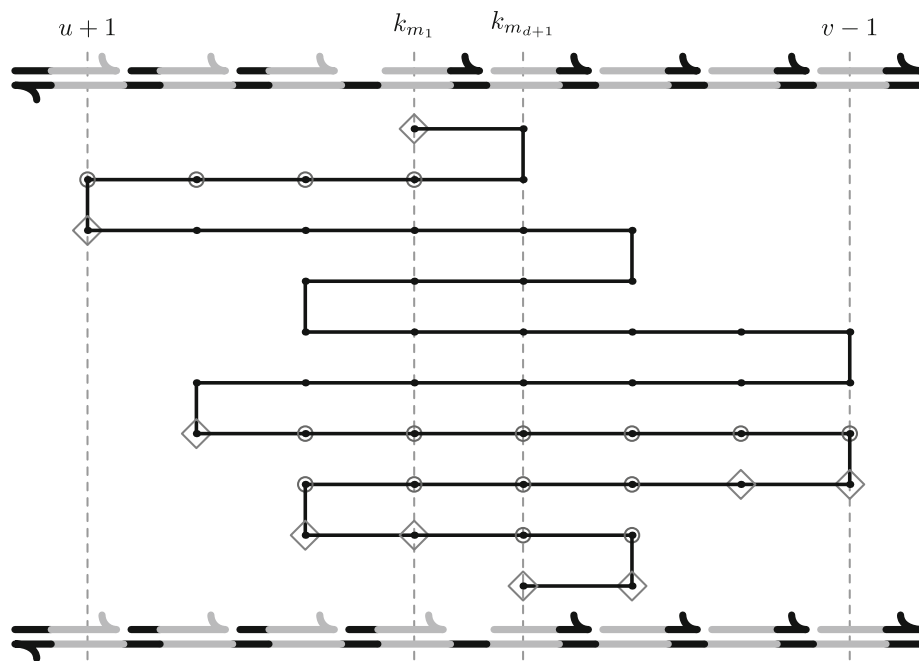 u + 1 k_{m_1} k_{m_{d+1}} v − 1